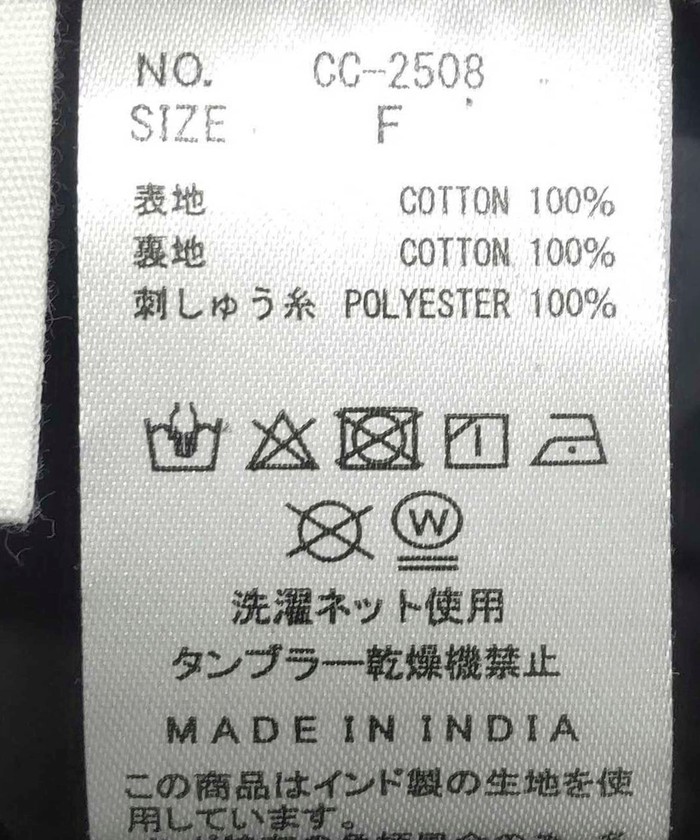 NO. CC-2508
SIZE F
表地 COTTON 100%
裏地 COTTON 100%
刺しゅう糸 POLYESTER 100%
W
洗濯ネット使用
タンブラー乾燥機禁止
MADE IN INDIA
この商品はインド製の生地を使
用しています。